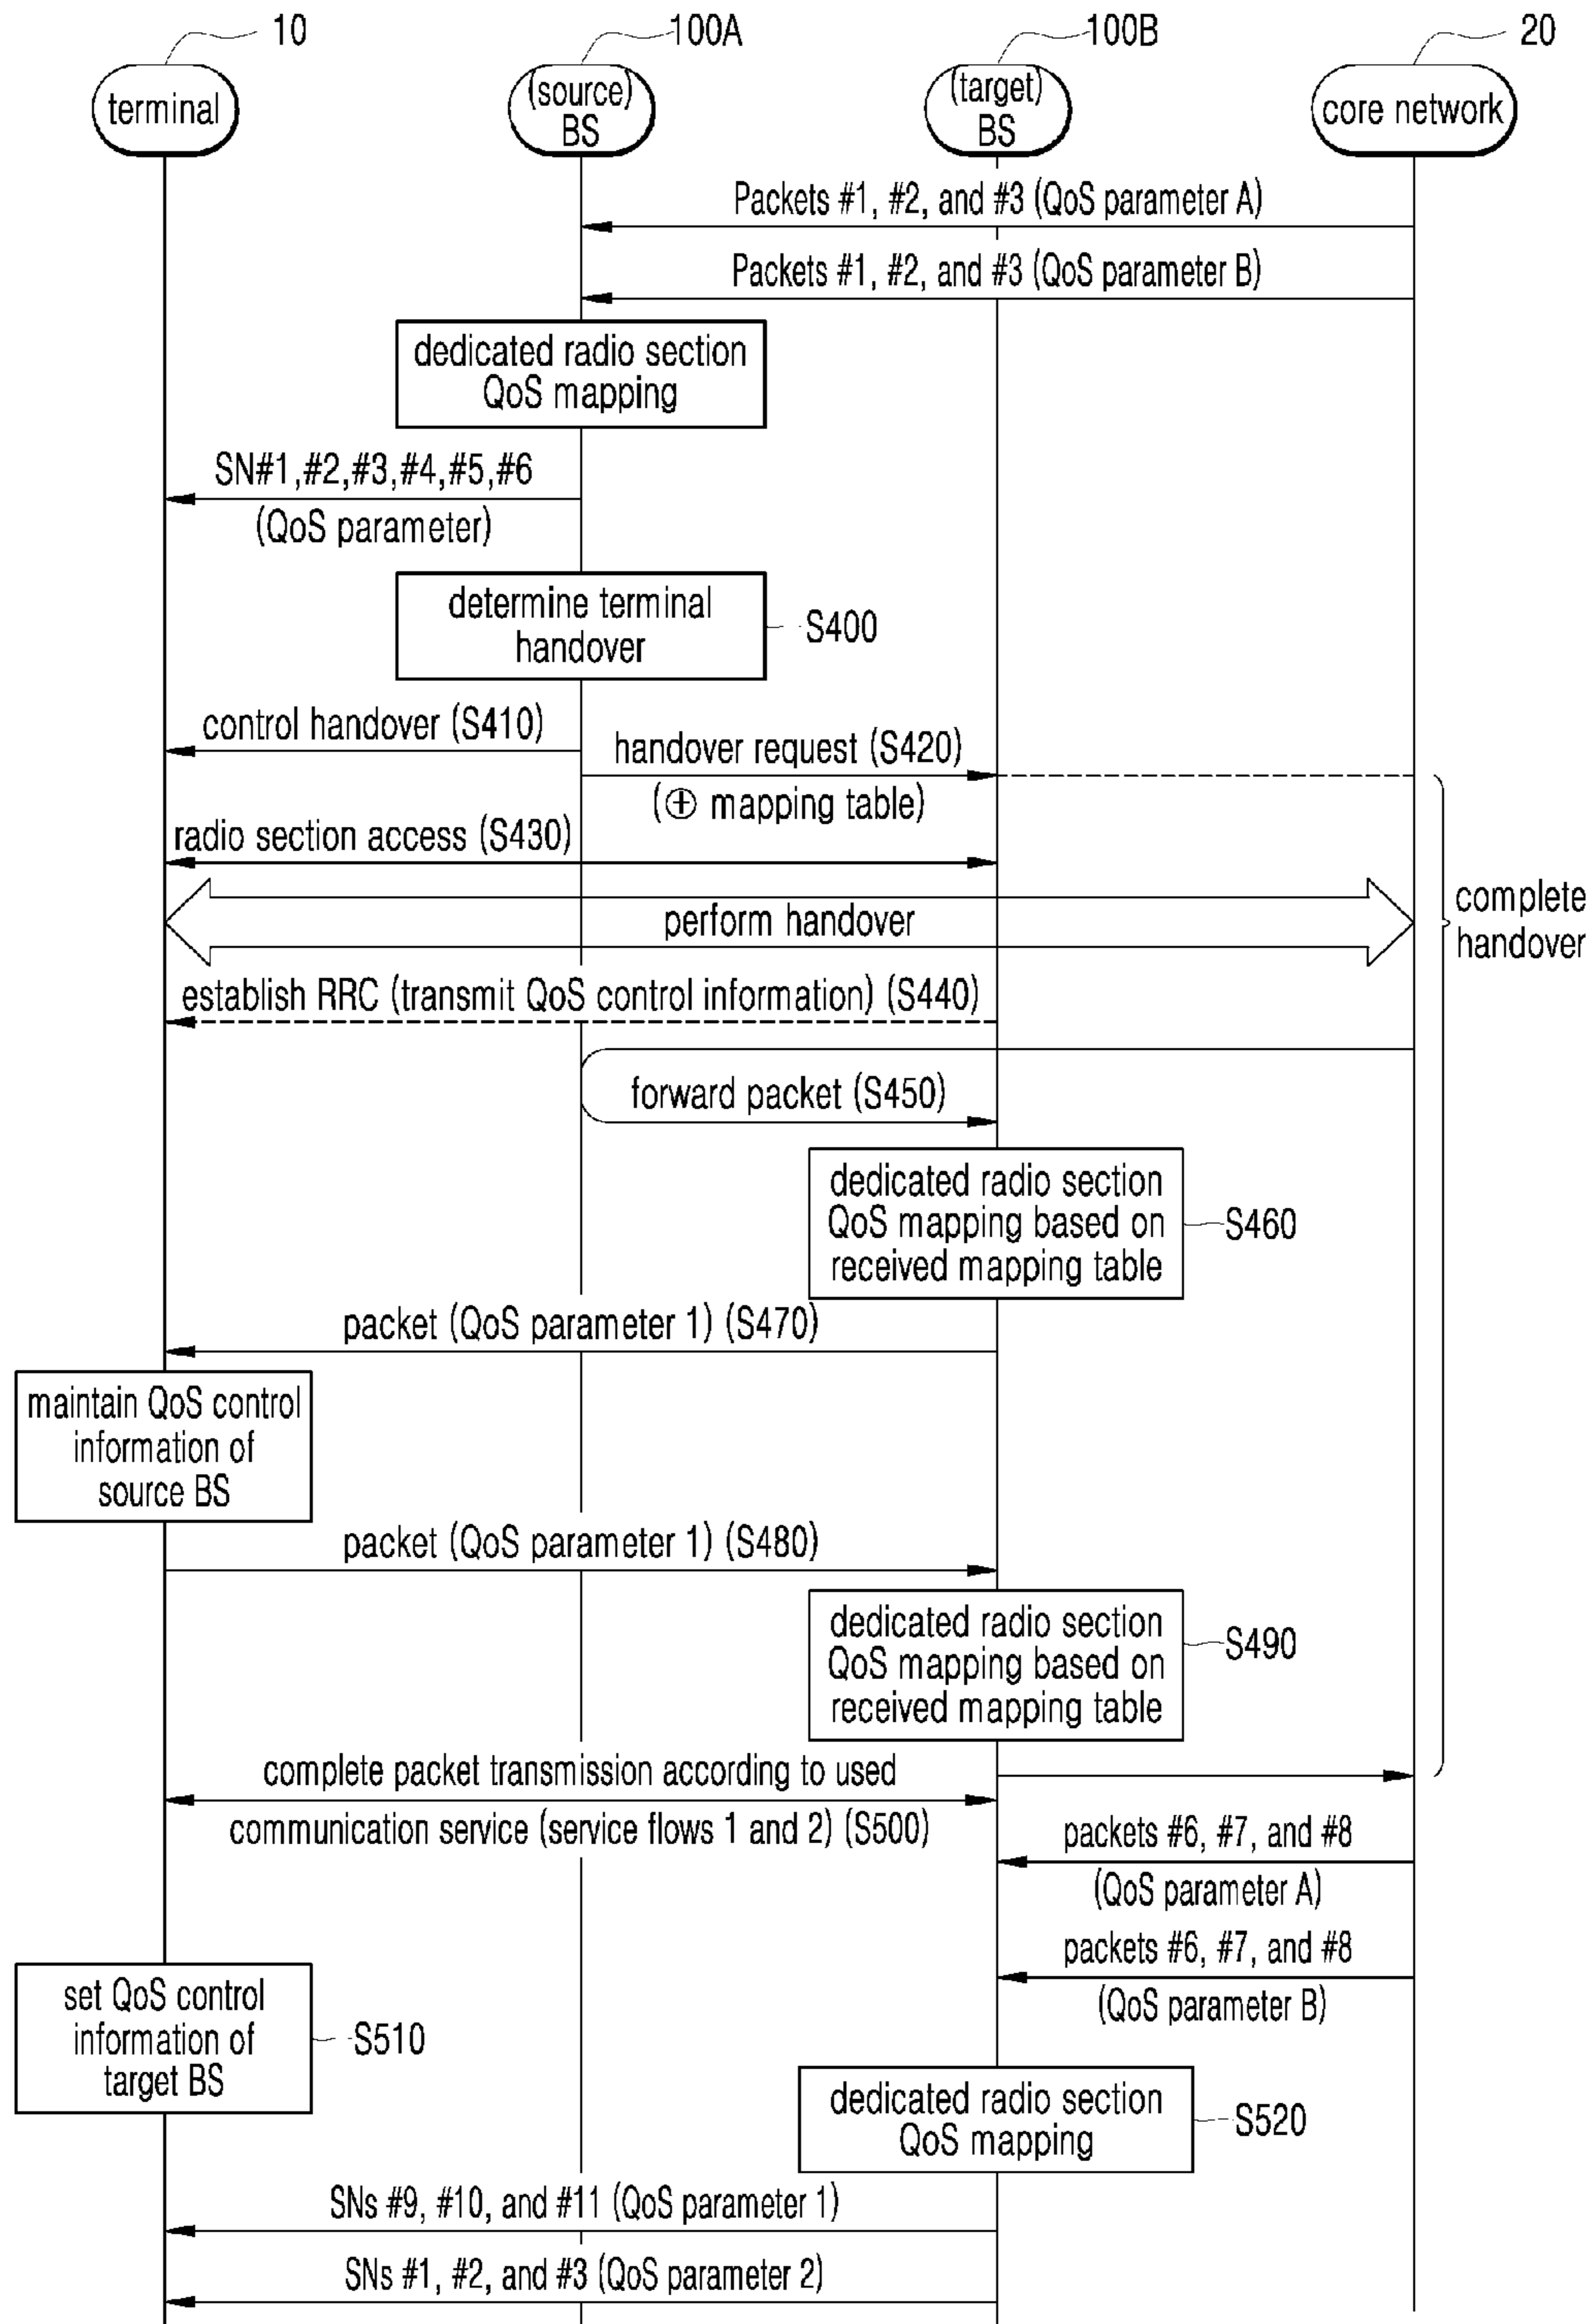 10
100A
100B
20
terminal
(source)
BS
(target)
BS
core network
Packets #1, #2, and #3 (QoS parameter A)
Packets #1, #2, and #3 (QoS parameter B)
dedicated radio section
QoS mapping
SN#1,#2,#3,#4,#5,#6
(QoS parameter)
determine terminal
handover
S400
control handover (S410)
handover request (S420)
(⊕ mapping table)
radio section access (S430)
perform handover
complete
handover
establish RRC (transmit QoS control information) (S440)
forward packet (S450)
dedicated radio section
QoS mapping based on
received mapping table
S460
packet (QoS parameter 1) (S470)
maintain QoS control
information of
source BS
packet (QoS parameter 1) (S480)
dedicated radio section
QoS mapping based on
received mapping table
S490
complete packet transmission according to used
communication service (service flows 1 and 2) (S500)
packets #6, #7, and #8
(QoS parameter A)
packets #6, #7, and #8
(QoS parameter B)
set QoS control
information of
target BS
S510
dedicated radio section
QoS mapping
S520
SNs #9, #10, and #11 (QoS parameter 1)
SNs #1, #2, and #3 (QoS parameter 2)